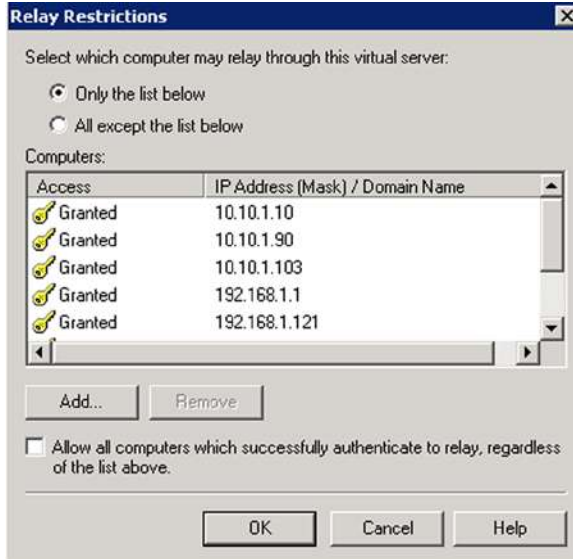 Relay Restrictions
Select which computer may relay through this virtual server:
Only the list below
All except the list below
Computers:
Access IP Address (Mask) / Domain Name
Granted 10.10.1.10
Granted 10.10.1.90
Granted 10.10.1.103
Granted 192.168.1.1
Granted 192.168.1.121
Add... Remove
Allow all computers which successfully authenticate to relay, regardless
of the list above.
OK Cancel Help